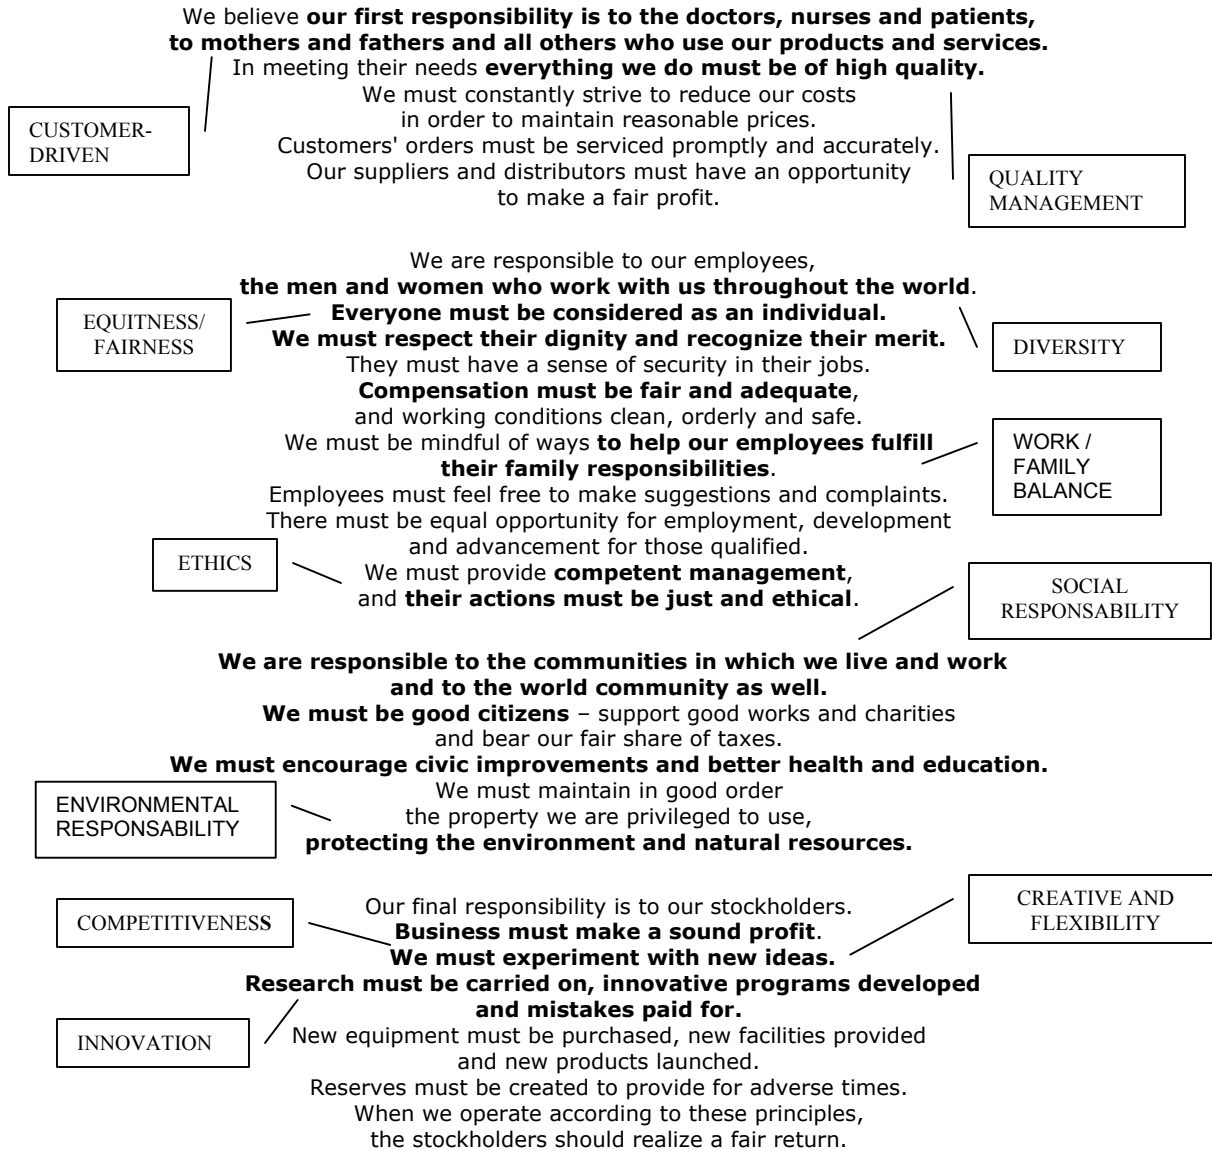 We believe our first responsibility is to the doctors, nurses and patients,
to mothers and fathers and all others who use our products and services.
In meeting their needs everything we do must be of high quality.
We must constantly strive to reduce our costs
in order to maintain reasonable prices.
Customers' orders must be serviced promptly and accurately.
Our suppliers and distributors must have an opportunity
to make a fair profit.
CUSTOMER-
DRIVEN
QUALITY
MANAGEMENT
We are responsible to our employees,
the men and women who work with us throughout the world.
Everyone must be considered as an individual.
We must respect their dignity and recognize their merit.
They must have a sense of security in their jobs.
Compensation must be fair and adequate,
and working conditions clean, orderly and safe.
We must be mindful of ways to help our employees fulfill
their family responsibilities.
Employees must feel free to make suggestions and complaints.
There must be equal opportunity for employment, development
and advancement for those qualified.
We must provide competent management,
and their actions must be just and ethical.
EQUITNESS/
FAIRNESS
DIVERSITY
WORK /
FAMILY
BALANCE
ETHICS
SOCIAL
RESPONSABILITY
We are responsible to the communities in which we live and work
and to the world community as well.
We must be good citizens – support good works and charities
and bear our fair share of taxes.
We must encourage civic improvements and better health and education.
We must maintain in good order
the property we are privileged to use,
protecting the environment and natural resources.
ENVIRONMENTAL
RESPONSABILITY
Our final responsibility is to our stockholders.
Business must make a sound profit.
We must experiment with new ideas.
Research must be carried on, innovative programs developed
and mistakes paid for.
New equipment must be purchased, new facilities provided
and new products launched.
Reserves must be created to provide for adverse times.
When we operate according to these principles,
the stockholders should realize a fair return.
COMPETITIVENESS
CREATIVE AND
FLEXIBILITY
INNOVATION